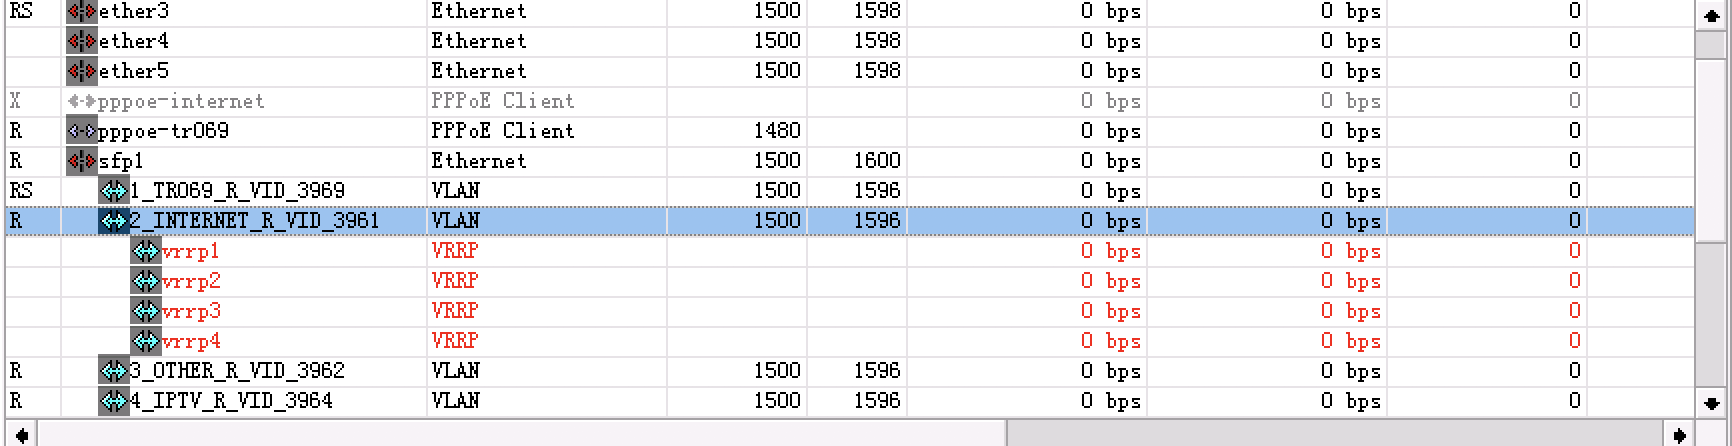 RS ether3 Ethernet 1500 1598 0 bps 0 bps 0
ether4 Ethernet 1500 1598 0 bps 0 bps 0
ether5 Ethernet 1500 1598 0 bps 0 bps 0
X pppoe-internet PPPoE Client 0 bps 0 bps 0
R pppoe-tr069 PPPoE Client 1480 0 bps 0 bps 0
R sfp1 Ethernet 1500 1600 0 bps 0 bps 0
RS 1_TR069_R_VID_3969 VLAN 1500 1596 0 bps 0 bps 0
R 2_INTERNET_R_VID_3961 VLAN 1500 1596 0 bps 0 bps 0
vrrp1 VRRP 0 bps 0 bps 0
vrrp2 VRRP 0 bps 0 bps 0
vrrp3 VRRP 0 bps 0 bps 0
vrrp4 VRRP 0 bps 0 bps 0
R 3_OTHER_R_VID_3962 VLAN 1500 1596 0 bps 0 bps 0
R 4_IPTV_R_VID_3964 VLAN 1500 1596 0 bps 0 bps 0